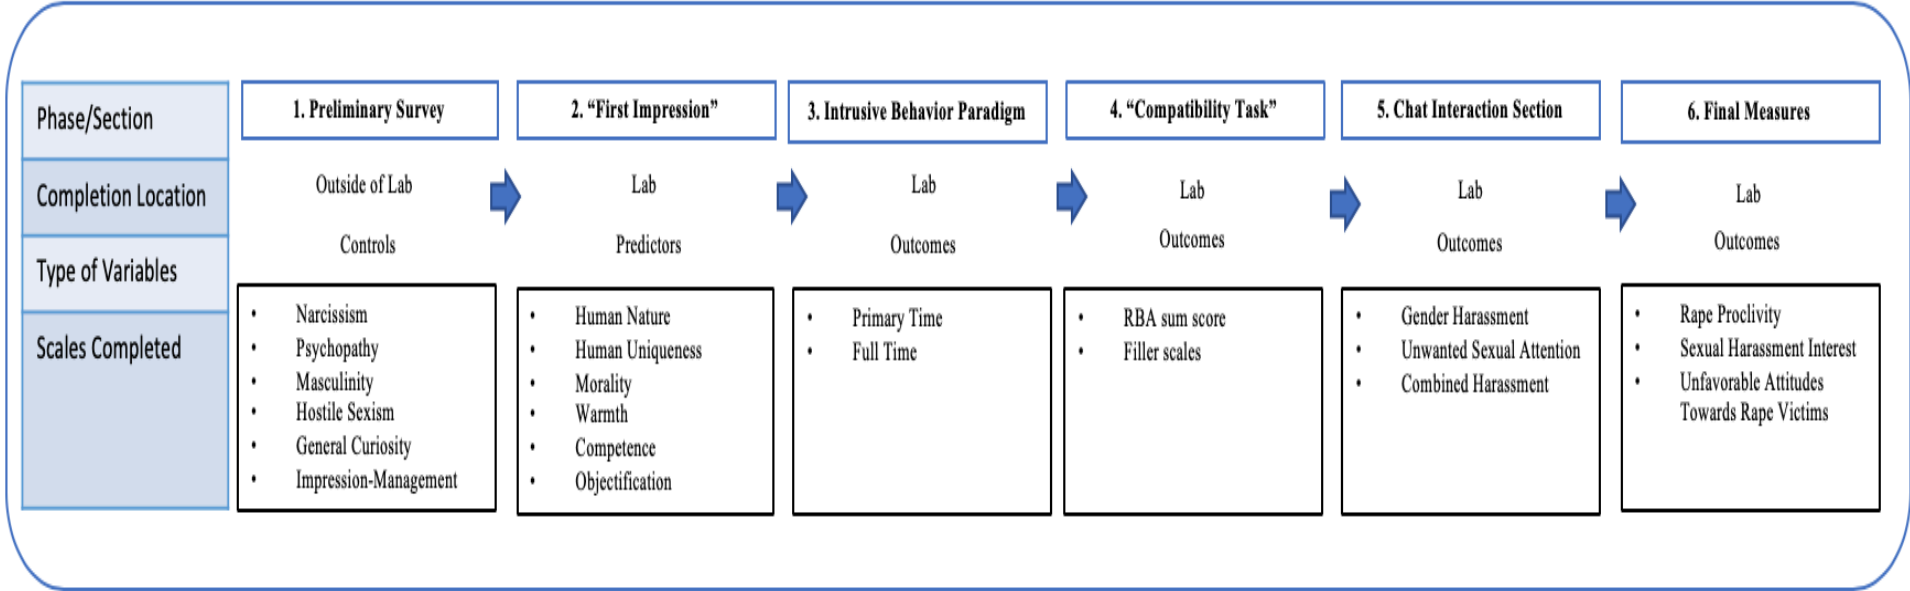 Phase/Section
1. Preliminary Survey
2. “First Impression”
3. Intrusive Behavior Paradigm
4. “Compatibility Task”
5. Chat Interaction Section
6. Final Measures
Completion Location
Outside of Lab
Lab
Lab
Lab
Lab
Lab
Type of Variables
Controls
Predictors
Outcomes
Outcomes
Outcomes
Outcomes
Scales Completed
• Narcissism
• Psychopathy
• Masculinity
• Hostile Sexism
• General Curiosity
• Impression-Management
• Human Nature
• Human Uniqueness
• Morality
• Warmth
• Competence
• Objectification
• Primary Time
• Full Time
• RBA sum score
• Filler scales
• Gender Harassment
• Unwanted Sexual Attention
• Combined Harassment
• Rape Proclivity
• Sexual Harassment Interest
• Unfavorable Attitudes
Towards Rape Victims